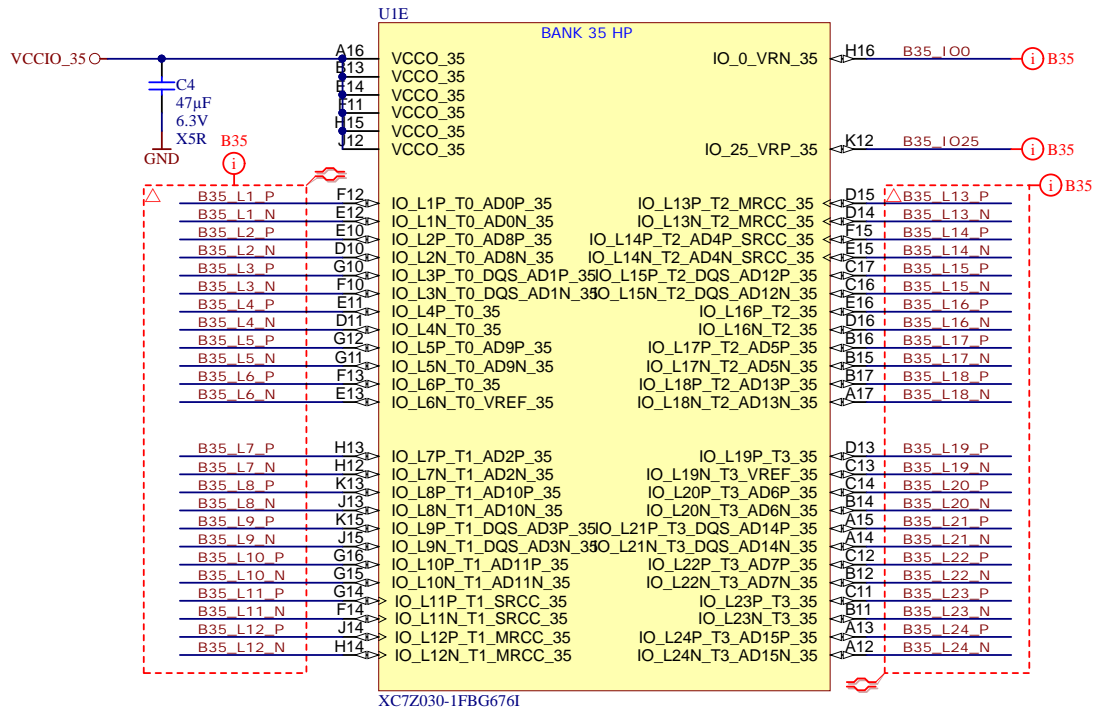 U1E
BANK 35 HP
VCCIO_35 A16 VCCO_35 IO_0_VRN_35 H16 B35_IO0 i B35
B13 VCCO_35
C4 E14 VCCO_35
47µF F11 VCCO_35
6.3V H15 VCCO_35
X5R J12 VCCO_35 IO_25_VRP_35 K12 B35_IO25 i B35
GND
B35 i
i B35
B35_L1_P F12 IO_L1P_T0_AD0P_35 IO_L13P_T2_MRCC_35 D15 B35_L13_P
B35_L1_N E12 IO_L1N_T0_AD0N_35 IO_L13N_T2_MRCC_35 D14 B35_L13_N
B35_L2_P E10 IO_L2P_T0_AD8P_35 IO_L14P_T2_AD4P_SRCC_35 F15 B35_L14_P
B35_L2_N D10 IO_L2N_T0_AD8N_35 IO_L14N_T2_AD4N_SRCC_35 E15 B35_L14_N
B35_L3_P G10 IO_L3P_T0_DQS_AD1P_35 IO_L15P_T2_DQS_AD12P_35 C17 B35_L15_P
B35_L3_N F10 IO_L3N_T0_DQS_AD1N_35 IO_L15N_T2_DQS_AD12N_35 C16 B35_L15_N
B35_L4_P E11 IO_L4P_T0_35 IO_L16P_T2_35 E16 B35_L16_P
B35_L4_N D11 IO_L4N_T0_35 IO_L16N_T2_35 D16 B35_L16_N
B35_L5_P G12 IO_L5P_T0_AD9P_35 IO_L17P_T2_AD5P_35 B16 B35_L17_P
B35_L5_N G11 IO_L5N_T0_AD9N_35 IO_L17N_T2_AD5N_35 B15 B35_L17_N
B35_L6_P F13 IO_L6P_T0_35 IO_L18P_T2_AD13P_35 B17 B35_L18_P
B35_L6_N E13 IO_L6N_T0_VREF_35 IO_L18N_T2_AD13N_35 A17 B35_L18_N
B35_L7_P H13 IO_L7P_T1_AD2P_35 IO_L19P_T3_35 D13 B35_L19_P
B35_L7_N H12 IO_L7N_T1_AD2N_35 IO_L19N_T3_VREF_35 C13 B35_L19_N
B35_L8_P K13 IO_L8P_T1_AD10P_35 IO_L20P_T3_AD6P_35 C14 B35_L20_P
B35_L8_N J13 IO_L8N_T1_AD10N_35 IO_L20N_T3_AD6N_35 B14 B35_L20_N
B35_L9_P K15 IO_L9P_T1_DQS_AD3P_35 IO_L21P_T3_DQS_AD14P_35 A15 B35_L21_P
B35_L9_N J15 IO_L9N_T1_DQS_AD3N_35 IO_L21N_T3_DQS_AD14N_35 A14 B35_L21_N
B35_L10_P G16 IO_L10P_T1_AD11P_35 IO_L22P_T3_AD7P_35 C12 B35_L22_P
B35_L10_N G15 IO_L10N_T1_AD11N_35 IO_L22N_T3_AD7N_35 B12 B35_L22_N
B35_L11_P G14 IO_L11P_T1_SRCC_35 IO_L23P_T3_35 C11 B35_L23_P
B35_L11_N F14 IO_L11N_T1_SRCC_35 IO_L23N_T3_35 B11 B35_L23_N
B35_L12_P J14 IO_L12P_T1_MRCC_35 IO_L24P_T3_AD15P_35 A13 B35_L24_P
B35_L12_N H14 IO_L12N_T1_MRCC_35 IO_L24N_T3_AD15N_35 A12 B35_L24_N
XC7Z030-1FBG676I